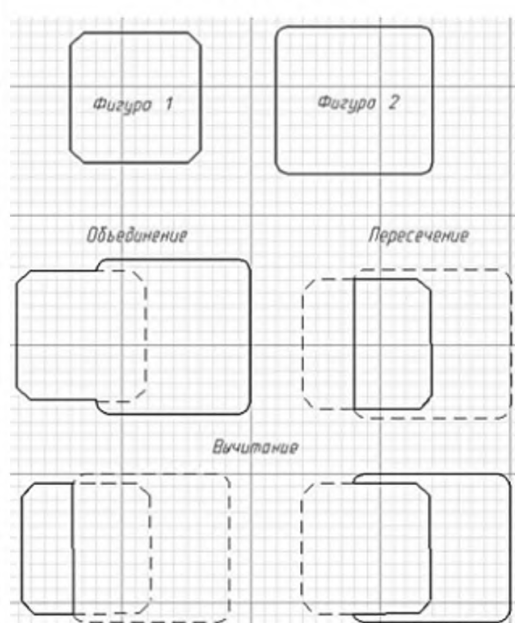 Фигура 1
Фигура 2
Объединение
Пересечение
Вычитание